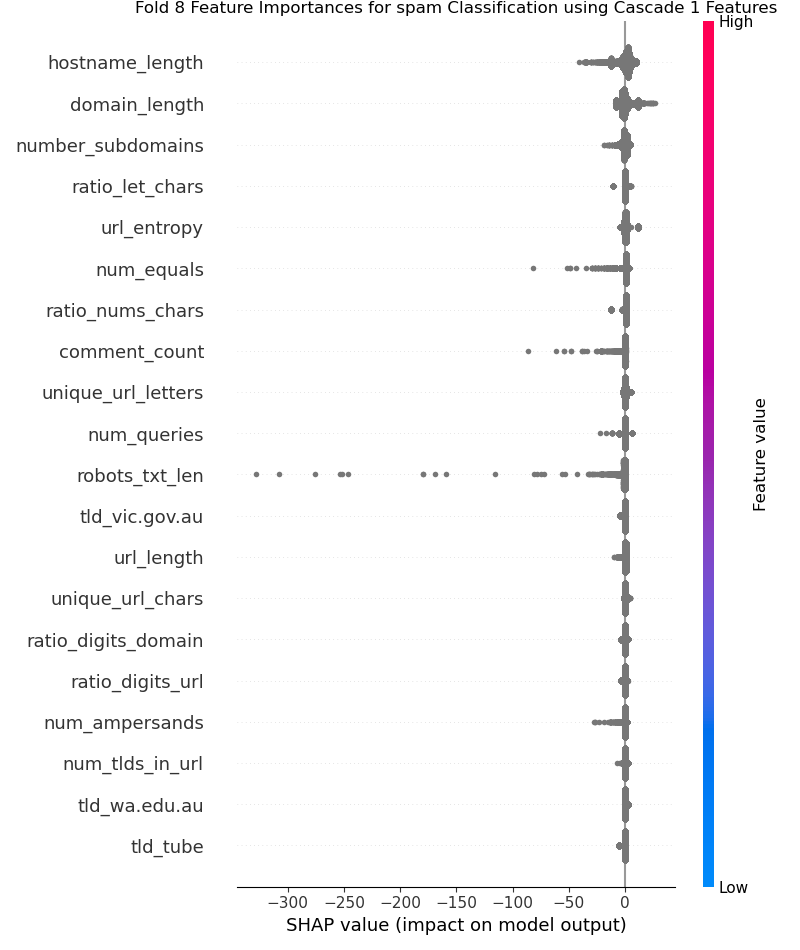 Fold 8 Feature Importances for spam Classification using Cascade 1 Features
High
hostname_length
domain_length
number_subdomains
ratio_let_chars
url_entropy
num_equals
ratio_nums_chars
comment_count
unique_url_letters
num_queries
robots_txt_len
tld_vic.gov.au
url_length
unique_url_chars
ratio_digits_domain
ratio_digits_url
num_ampersands
num_tlds_in_url
tld_wa.edu.au
tld_tube
Feature value
Low
−300 −250 −200 −150 −100 −50 0
SHAP value (impact on model output)